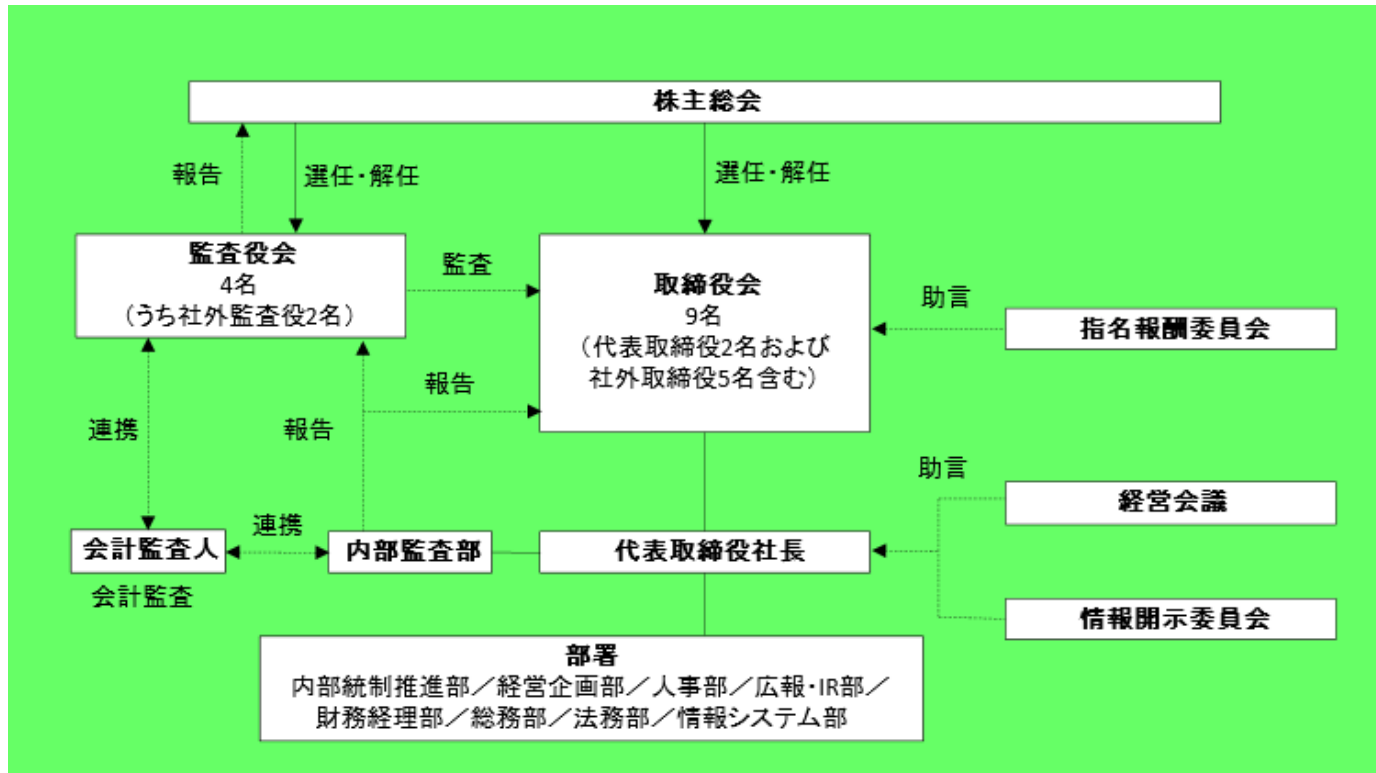 株主総会
報告
選任・解任
選任・解任
監査役会
4名
（うち社外監査役2名）
監査
取締役会
9名
（代表取締役2名および
社外取締役5名含む）
助言
指名報酬委員会
報告
連携
報告
助言
経営会議
連携
会計監査人
内部監査部
代表取締役社長
会計監査
情報開示委員会
部署
内部統制推進部／経営企画部／人事部／広報・IR部／
財務経理部／総務部／法務部／情報システム部